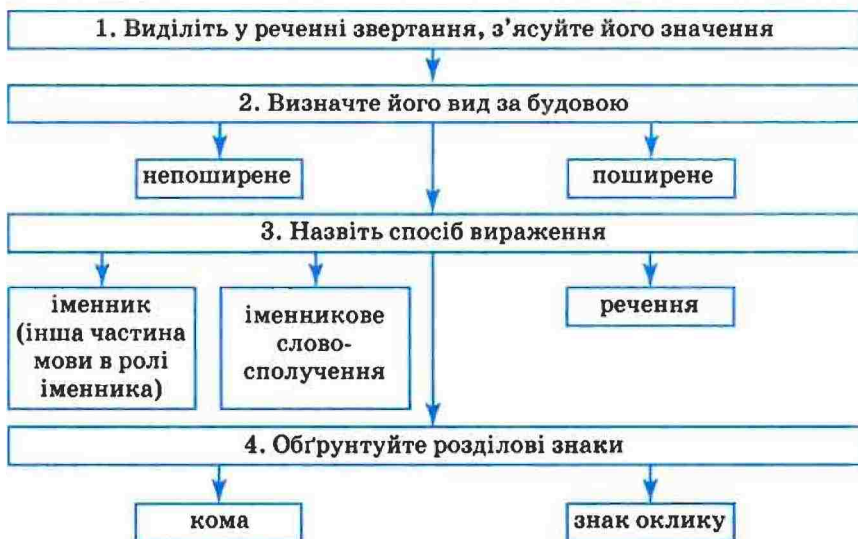 1. Виділіть у реченні звертання, з’ясуйте його значення
2. Визначте його вид за будовою
непоширене
поширене
3. Назвіть спосіб вираження
іменник
(інша частина
мови в ролі
іменника)
іменникове
слово-
сполучення
речення
4. Обґрунтуйте розділові знаки
кома
знак оклику